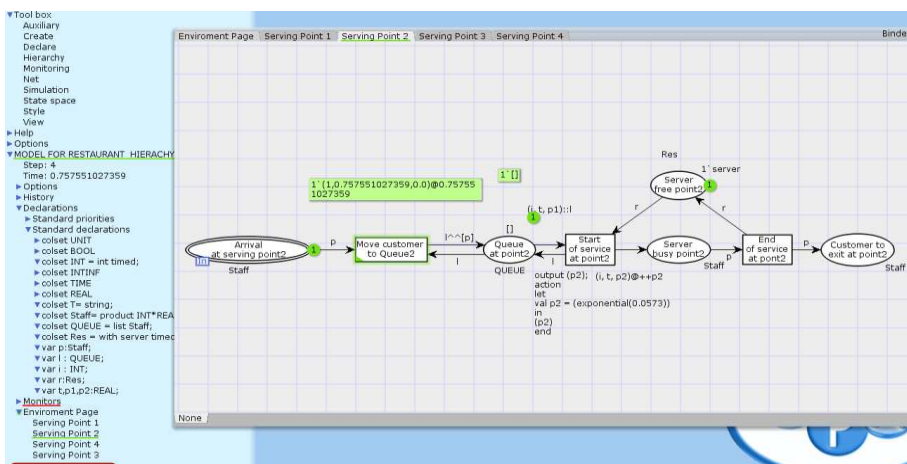 Tool box
Auxiliary
Create
Declare
Hierarchy
Monitoring
Net
Simulation
State space
Style
View
Help
Options
MODEL FOR RESTAURANT_HIERACHY
Step: 4
Time: 0.757551027359
Options
History
Declarations
Standard priorities
Standard declarations
colset UNIT
colset BOOL
colset INT = int timed;
colset INTINF
colset TIME
colset REAL
colset T= string;
colset Staff= product INT*REA
colset QUEUE = list Staff;
colset Res = with server timed
var p:Staff;
var l : QUEUE;
var i : INT;
var r:Res;
var t,p1,p2:REAL;
Monitors
Enviroment Page
Serving Point 1
Serving Point 2
Serving Point 4
Serving Point 3
Enviroment Page Serving Point 1 Serving Point 2 Serving Point 3 Serving Point 4
Binde
Res
1`server
Server
free point2
1
1`[]
1`(1,0.757551027359,0.0)@0.75755
1027359
(i, t, p1)::l
1
r
r
[]
Arrival
at serving point2
1
In
Staff
p
Move customer
to Queue2
l^^[p]
l
Queue
at point2
QUEUE
l
Start
of service
at point2
Server
busy point2
Staff
p
End
of service
at pont2
p
Customer to
exit at point2
Staff
output (p2);
(i, t, p2)@++p2
action
let
val p2 = (exponential(0.0573))
in
(p2)
end
None